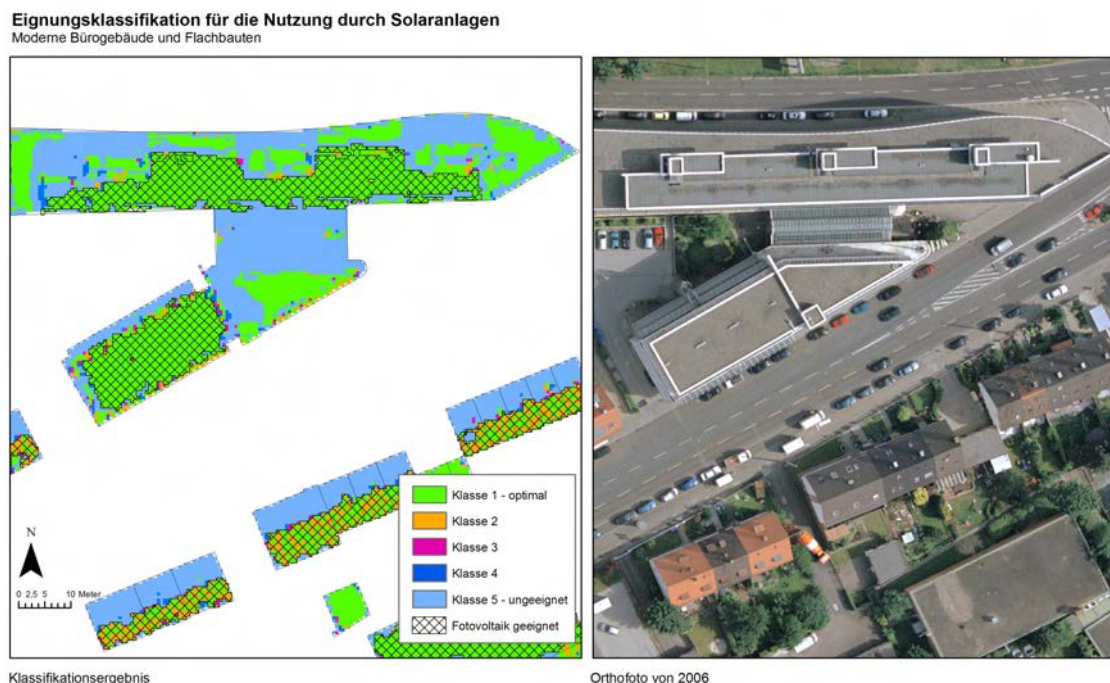 Eignungsklassifikation für die Nutzung durch Solaranlagen
Moderne Bürogebäude und Flachbauten
Klasse 1 - optimal
Klasse 2
Klasse 3
Klasse 4
Klasse 5 - ungeeignet
Fotovoltaik geeignet
N
0 2,5 5 10 Meter
Klassifikationsergebnis
Orthofoto von 2006